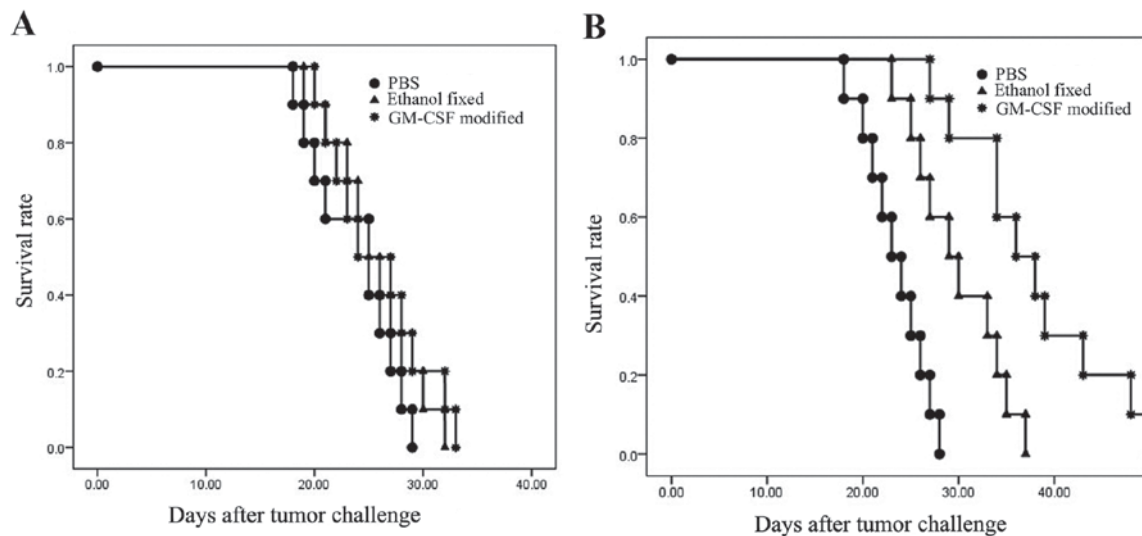 A
PBS
Ethanol fixed
GM-CSF modified
Survival rate
1.0
0.8
0.6
0.4
0.2
0.0
0.00
10.00
20.00
30.00
40.00
Days after tumor challenge
B
PBS
Ethanol fixed
GM-CSF modified
Survival rate
1.0
0.8
0.6
0.4
0.2
0.0
0.00
10.00
20.00
30.00
40.00
Days after tumor challenge